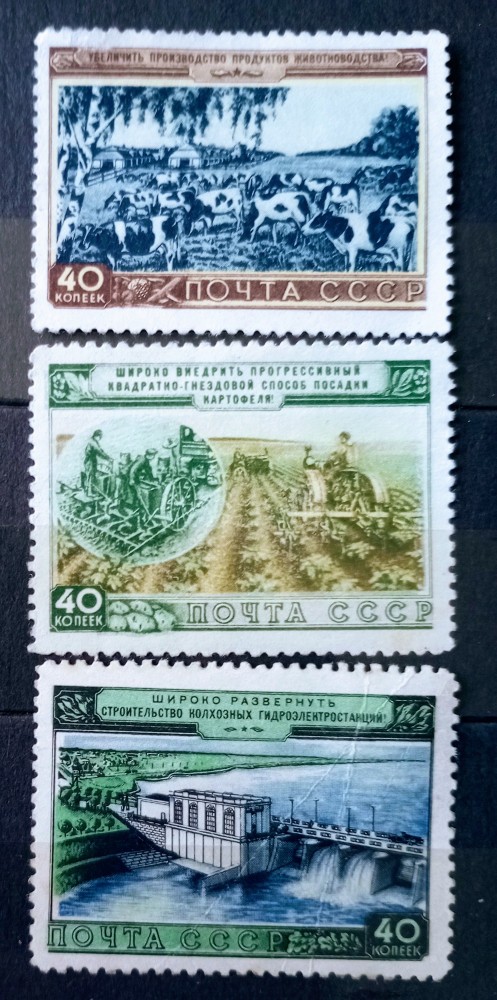 УВЕЛИЧИТЬ ПРОИЗВОДСТВО ПРОДУКТОВ ЖИВОТНОВОДСТВА!
40
КОПЕЕК
ПОЧТА СССР
ШИРОКО ВНЕДРИТЬ ПРОГРЕССИВНЫЙ
КВАДРАТНО-ГНЕЗДОВОЙ СПОСОБ ПОСАДКИ
КАРТОФЕЛЯ!
40
КОПЕЕК
ПОЧТА СССР
ШИРОКО РАЗВЕРНУТЬ
СТРОИТЕЛЬСТВО КОЛХОЗНЫХ ГИДРОЭЛЕКТРОСТАНЦИЙ!
ПОЧТА СССР
40
КОПЕЕК